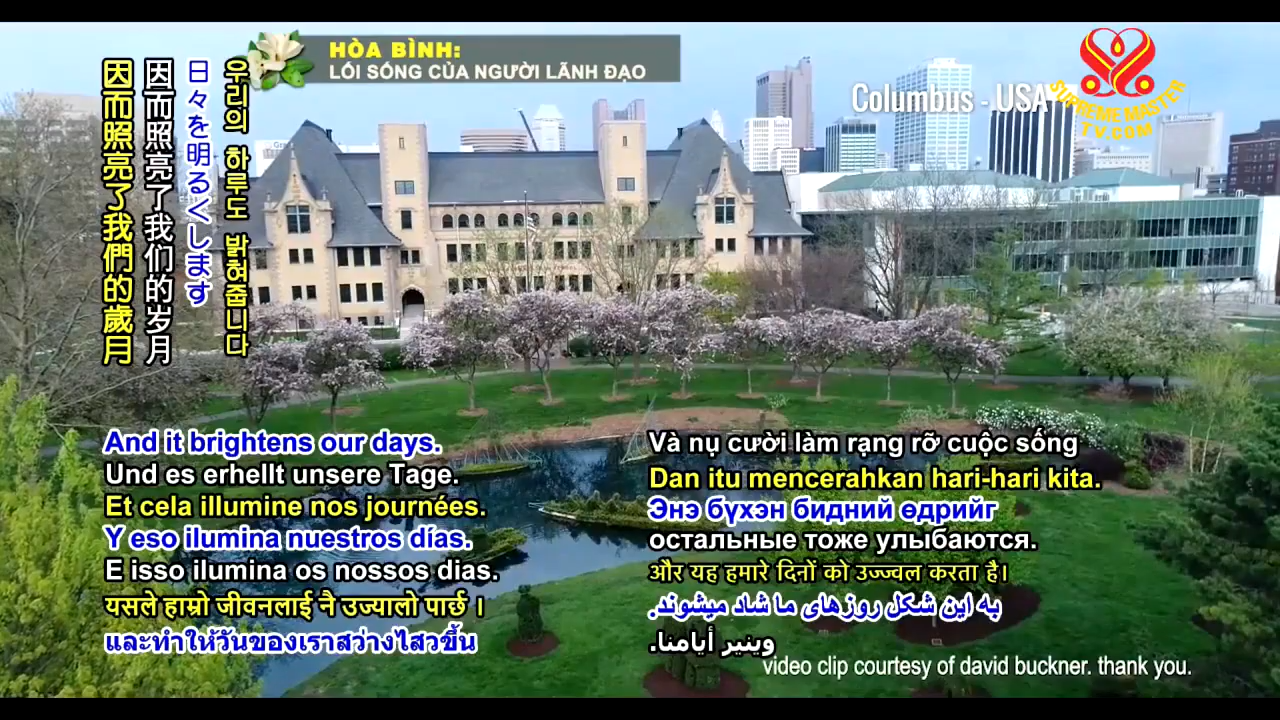 HÒA BÌNH:
LỐI SỐNG CỦA NGƯỜI LÃNH ĐẠO
Columbus - USA
SUPREME MASTER
TV.COM
우리의 하루도 밝혀줍니다
日々を明るくします
因而照亮了我们的岁月
因而照亮了我們的歲月
And it brightens our days.
Und es erhellt unsere Tage.
Et cela illumine nos journées.
Y eso ilumina nuestros días.
E isso ilumina os nossos dias.
यसले हाम्रो जीवनलाई नै उज्यालो पार्छ ।
และทำให้วันของเราสว่างไสวขึ้น
Và nụ cười làm rạng rỡ cuộc sống
Dan itu mencerahkan hari-hari kita.
Энэ бүхэн бидний өдрийг
остальные тоже улыбаются.
और यह हमारे दिनों को उज्ज्वल करता है।
به این شکل روزهای ما شاد میشوند.
وينير أيامنا.
video clip courtesy of david buckner. thank you.